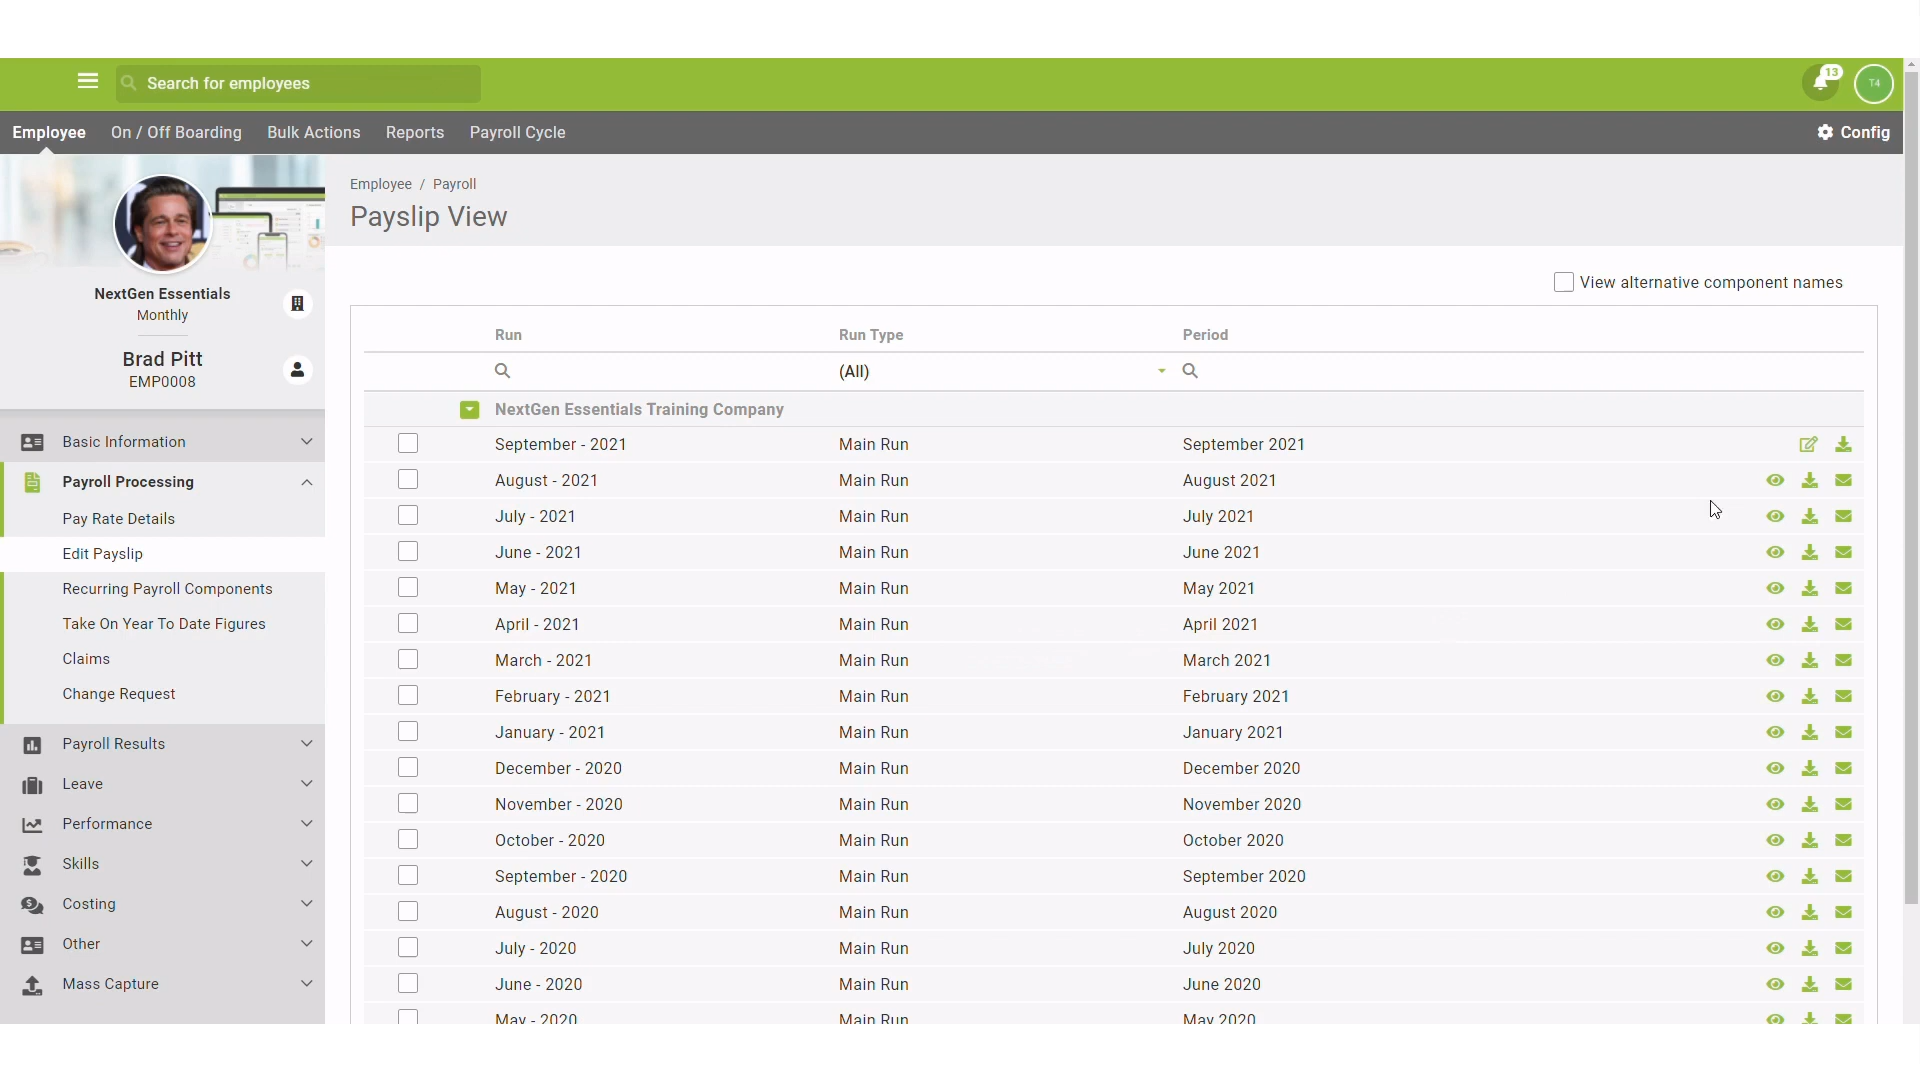 Search for employees
13
T4
Employee On / Off Boarding Bulk Actions Reports Payroll Cycle Config
NextGen Essentials
Monthly
Brad Pitt
EMP0008
Basic Information
Payroll Processing
Pay Rate Details
Edit Payslip
Recurring Payroll Components
Take On Year To Date Figures
Claims
Change Request
Payroll Results
Leave
Performance
Skills
Costing
Other
Mass Capture
Employee / Payroll
Payslip View
View alternative component names
Run Run Type Period
(All)
NextGen Essentials Training Company
September - 2021 Main Run September 2021
August - 2021 Main Run August 2021
July - 2021 Main Run July 2021
June - 2021 Main Run June 2021
May - 2021 Main Run May 2021
April - 2021 Main Run April 2021
March - 2021 Main Run March 2021
February - 2021 Main Run February 2021
January - 2021 Main Run January 2021
December - 2020 Main Run December 2020
November - 2020 Main Run November 2020
October - 2020 Main Run October 2020
September - 2020 Main Run September 2020
August - 2020 Main Run August 2020
July - 2020 Main Run July 2020
June - 2020 Main Run June 2020
May - 2020 Main Run May 2020